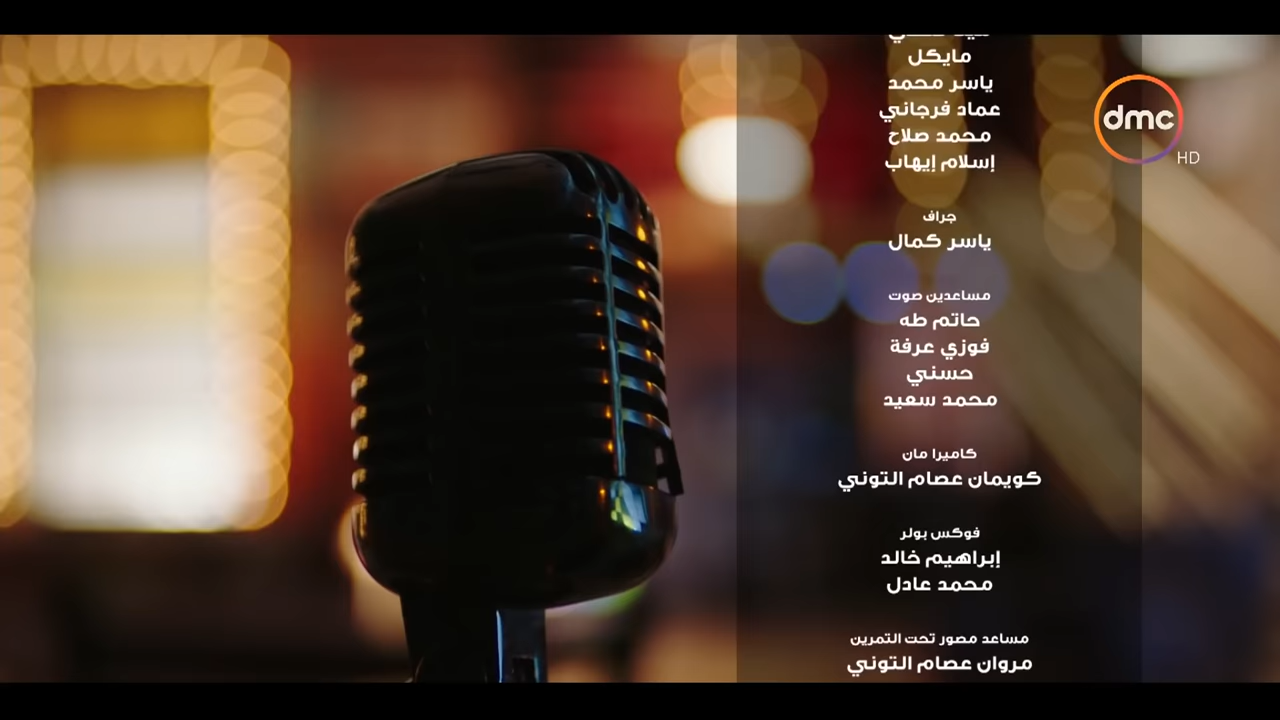 مايكل
ياسر محمد
عماد فرجاني
محمد صلاح
إسلام إيهاب
dmc
HD
جراف
ياسر كمال
مساعدين صوت
حاتم طه
فوزي عرفة
حسني
محمد سعيد
كاميرا مان
كويمان عصام التوني
فوكس بولر
إبراهيم خالد
محمد عادل
مساعد مصور تحت التمرين
مروان عصام التوني